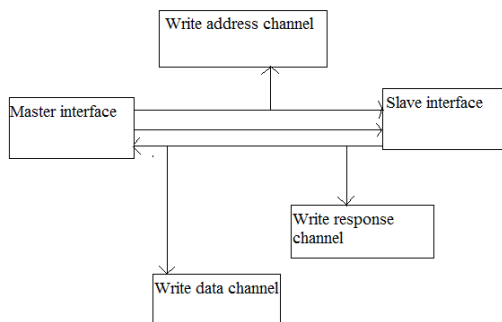 Write address channel
Master interface
Slave interface
Write response
channel
Write data channel